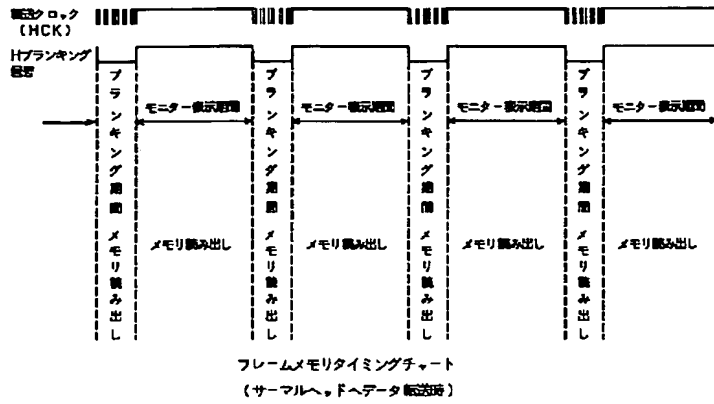 転送クロック
(HCK)
Hブランキング
信号
ブランキング期間 メモリ読み出し
モニター表示期間
メモリ読み出し
ブランキング期間 メモリ読み出し
モニター表示期間
メモリ読み出し
ブランキング期間 メモリ読み出し
モニター表示期間
メモリ読み出し
ブランキング期間 メモリ読み出し
モニター表示期間
メモリ読み出し
フレームメモリタイミングチャート
(サーマルヘッドへデータ転送時)